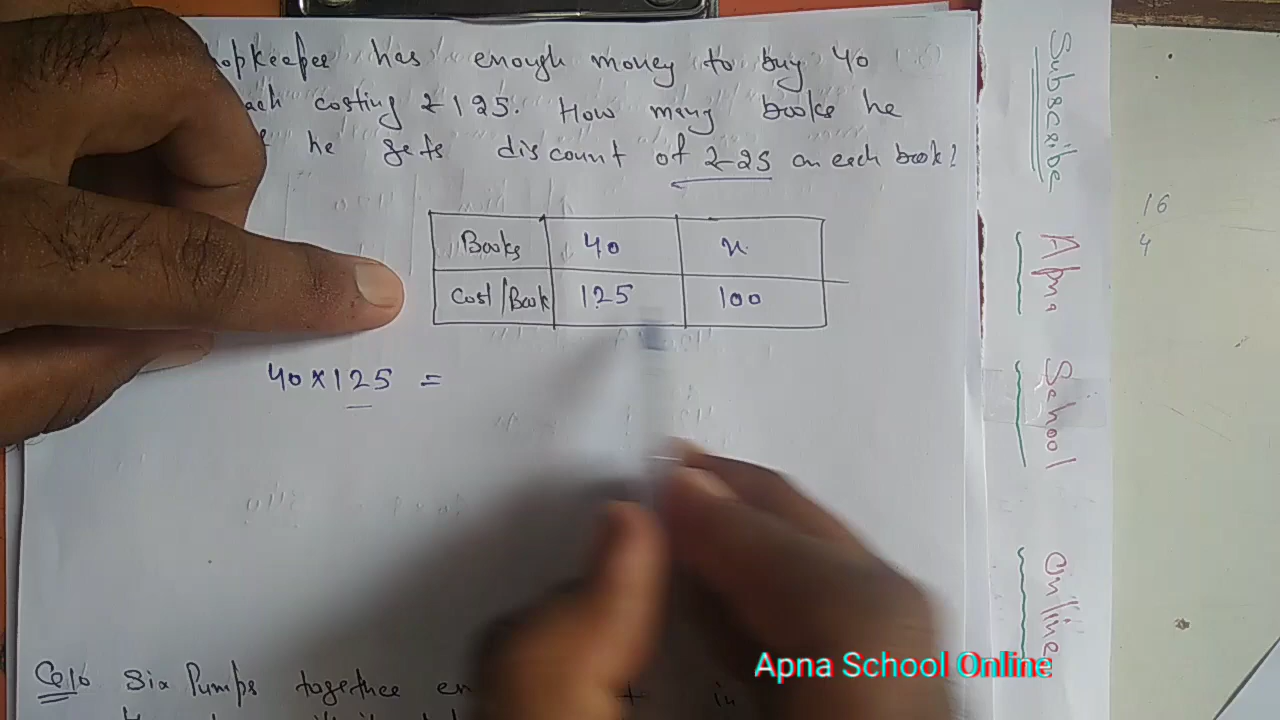 opkeeper has enough money to buy 40
ach costing ₹125. How many books he
he gets discount of ₹25 on each book?
Books 40 x
Cost/Book 125 100
40×125 =
Six Pumps together
in
Subscribe Apna School Online
16
4
Apna School Online